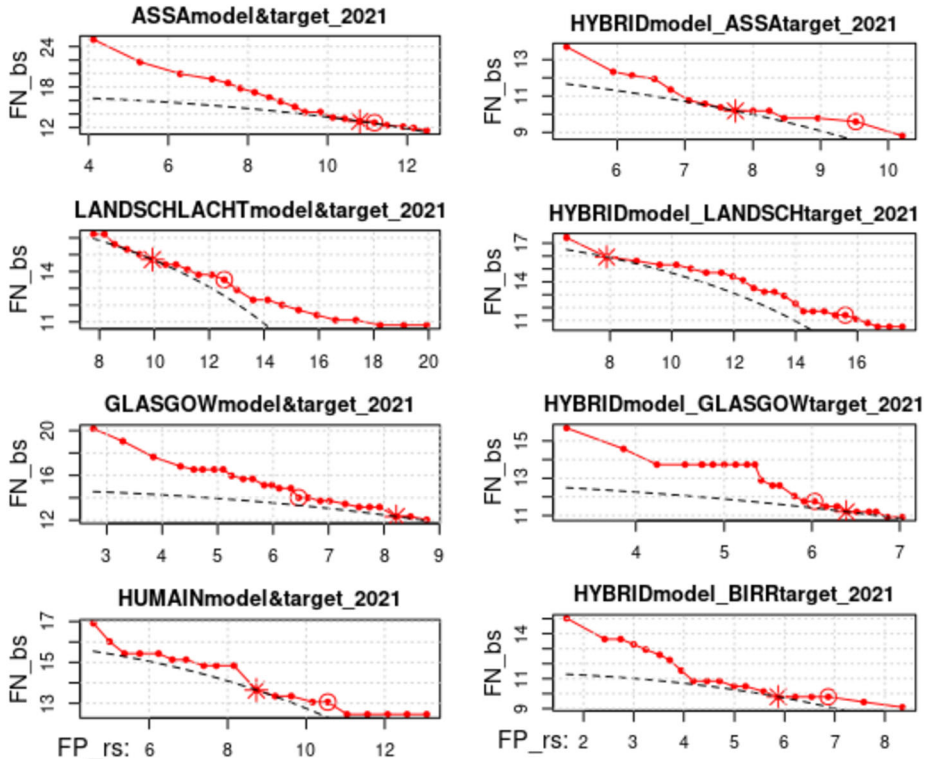 ASSAmodel&target_2021
FN_bs
24
18
12
4 6 8 10 12
HYBRIDmodel_ASSAtarget_2021
FN_bs
13
11
9
6 7 8 9 10
LANDSCHLACHTmodel&target_2021
FN_bs
14
11
8 10 12 14 16 18 20
HYBRIDmodel_LANDSCHtarget_2021
FN_bs
17
14
11
8 10 12 14 16
GLASGOWmodel&target_2021
FN_bs
20
16
12
3 4 5 6 7 8 9
HYBRIDmodel_GLASGOWtarget_2021
FN_bs
15
13
11
4 5 6 7
HUMAINmodel&target_2021
FN_bs
17
15
13
FP_rs: 6 8 10 12
HYBRIDmodel_BIRRtarget_2021
FN_bs
14
11
9
FP_rs: 2 3 4 5 6 7 8